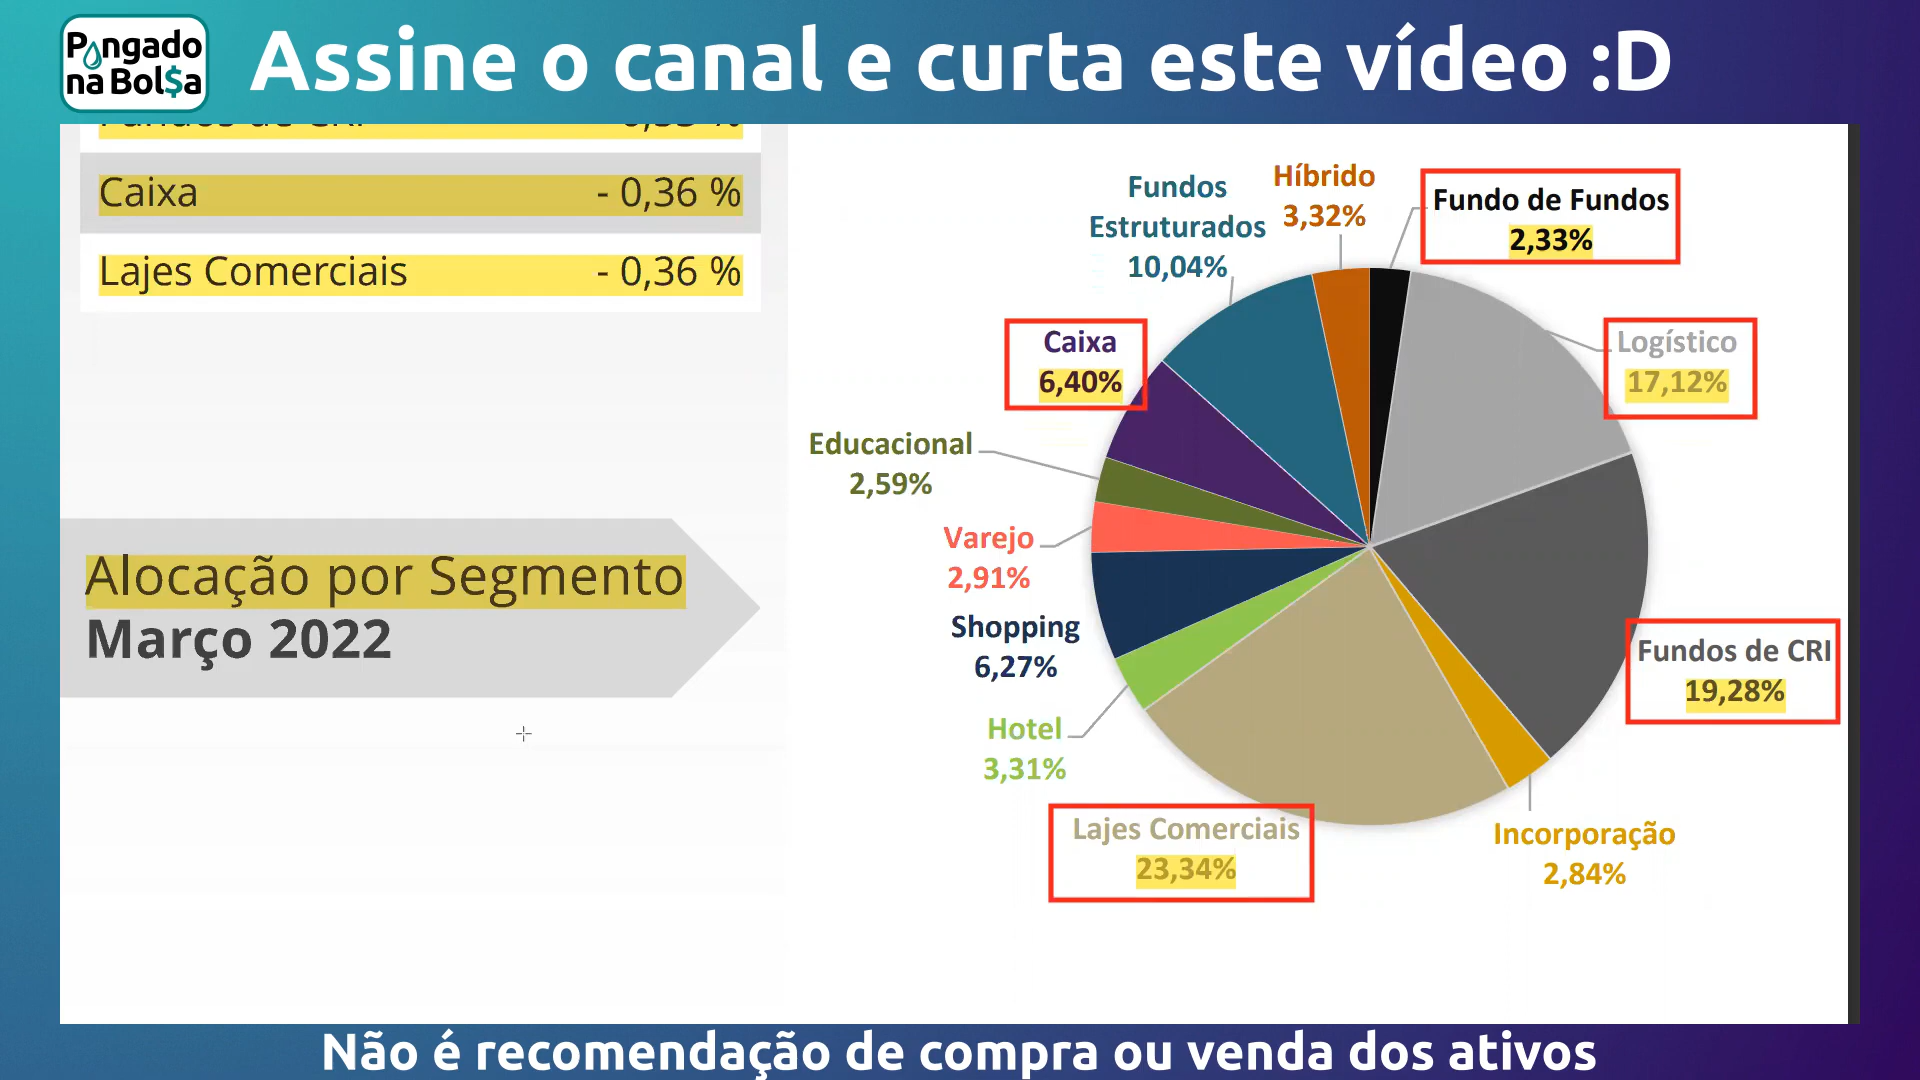 Pingado
na Bol$a
Assine o canal e curta este vídeo :D
Caixa - 0,36 %
Lajes Comerciais - 0,36 %
Alocação por Segmento
Março 2022
Fundos
Estruturados
10,04%
Híbrido
3,32%
Fundo de Fundos
2,33%
Logístico
17,12%
Caixa
6,40%
Educacional
2,59%
Varejo
2,91%
Shopping
6,27%
Fundos de CRI
19,28%
Hotel
3,31%
Lajes Comerciais
23,34%
Incorporação
2,84%
Não é recomendação de compra ou venda dos ativos